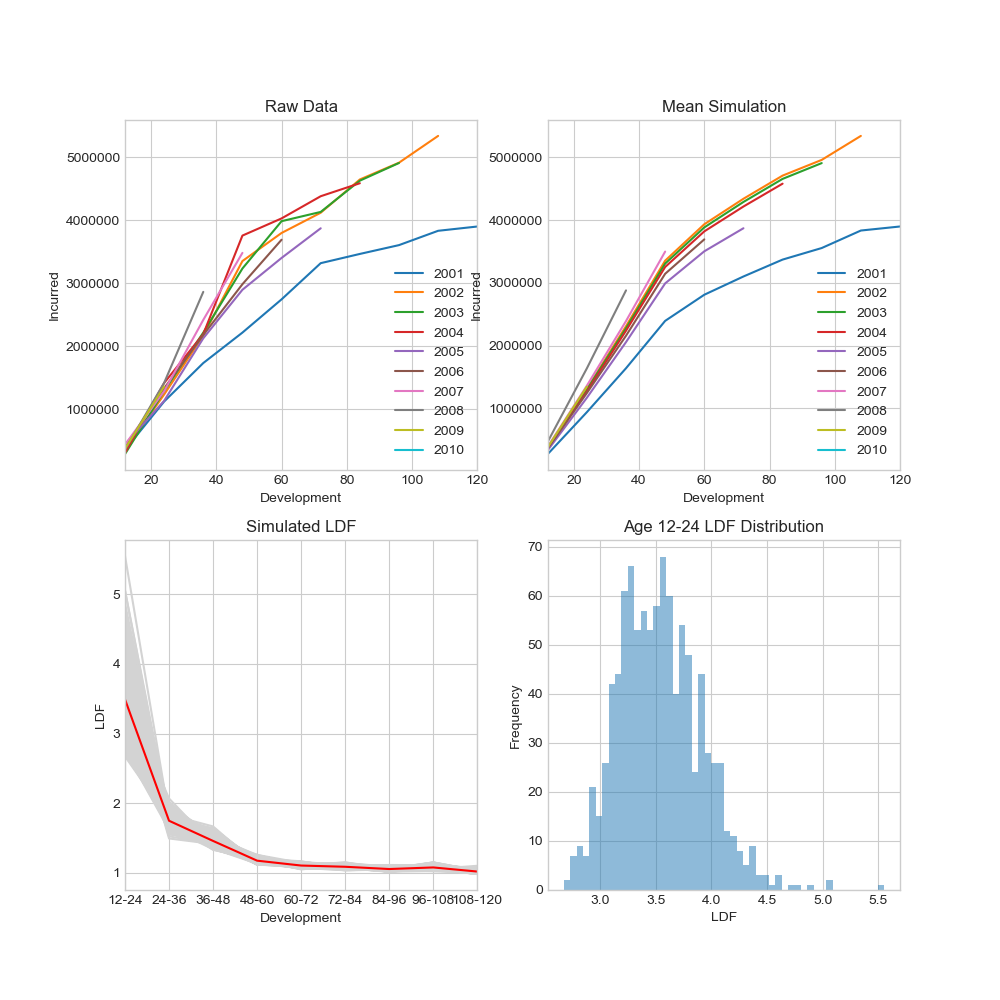 Raw Data
Incurred
5000000
4000000
3000000
2000000
1000000
2001
2002
2003
2004
2005
2006
2007
2008
2009
2010
20 40 60 80 100 120
Development
Mean Simulation
Incurred
5000000
4000000
3000000
2000000
1000000
2001
2002
2003
2004
2005
2006
2007
2008
2009
2010
20 40 60 80 100 120
Development
Simulated LDF
LDF
5
4
3
2
1
12-24 24-36 36-48 48-60 60-72 72-84 84-96 96-108 108-120
Development
Age 12-24 LDF Distribution
Frequency
70
60
50
40
30
20
10
0
3.0 3.5 4.0 4.5 5.0 5.5
LDF